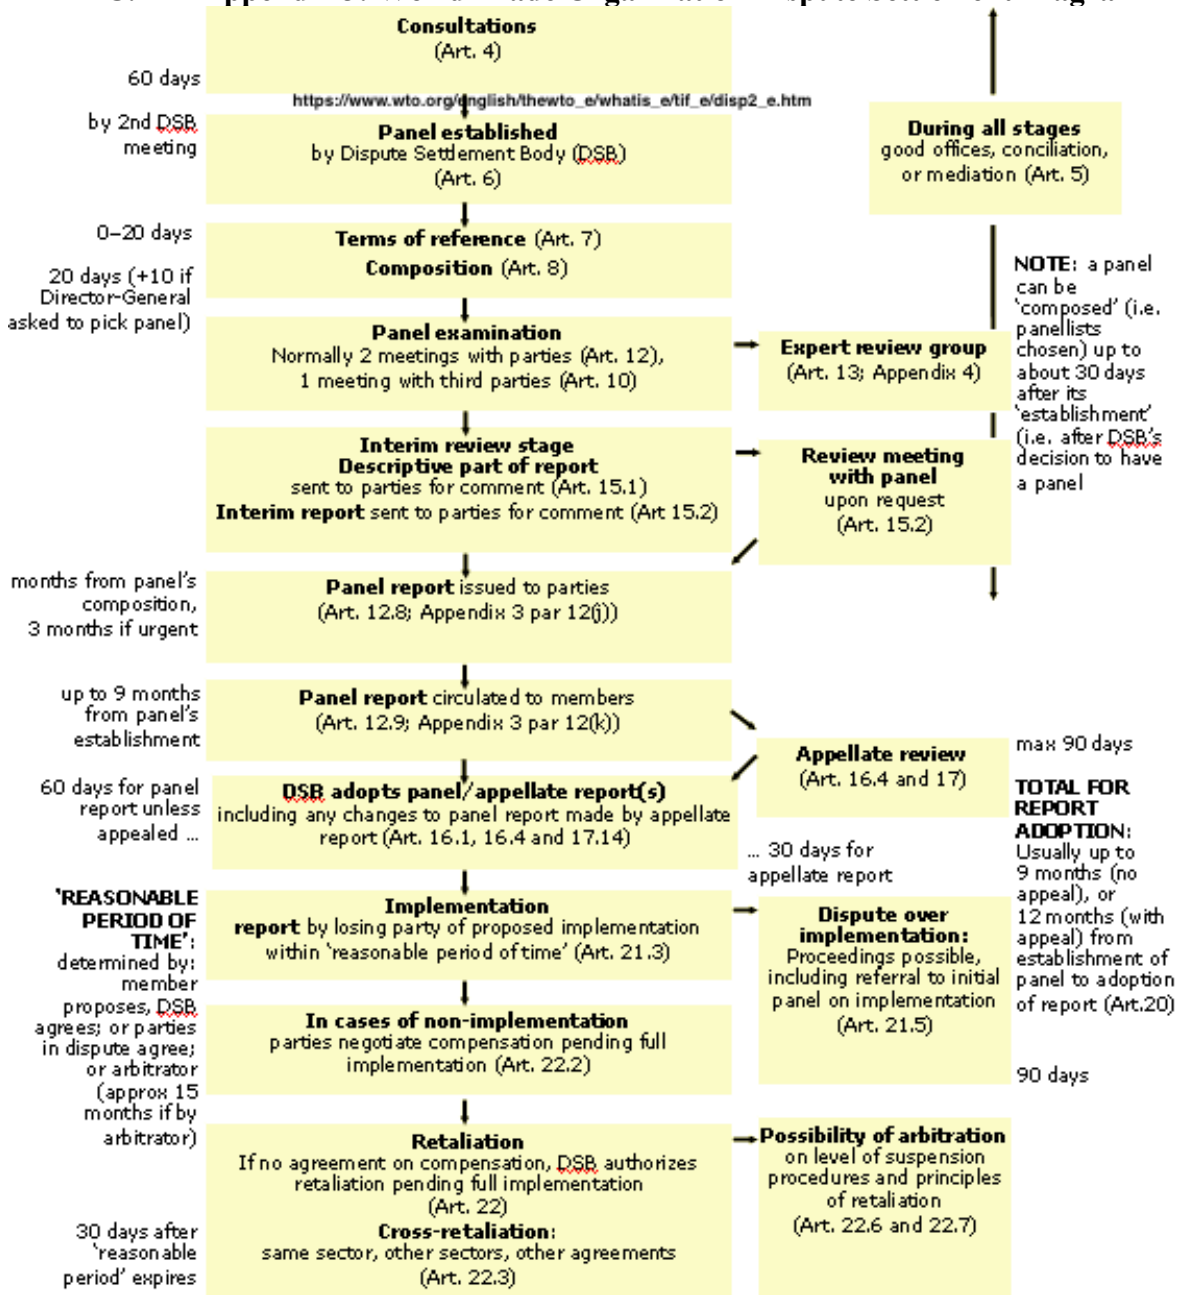 Consultations
(Art. 4)
60 days
https://www.wto.org/english/thewto_e/whatis_e/tif_e/disp2_e.htm
by 2nd DSB
meeting
Panel established
by Dispute Settlement Body (DSB)
(Art. 6)
During all stages
good offices, conciliation,
or mediation (Art. 5)
0–20 days
Terms of reference (Art. 7)
Composition (Art. 8)
20 days (+10 if
Director-General
asked to pick panel)
NOTE: a panel
can be
‘composed’ (i.e.
panellists
chosen) up to
about 30 days
after its
‘establishment’
(i.e. after DSB’s
decision to have
a panel
Panel examination
Normally 2 meetings with parties (Art. 12),
1 meeting with third parties (Art. 10)
Expert review group
(Art. 13; Appendix 4)
Interim review stage
Descriptive part of report
sent to parties for comment (Art. 15.1)
Interim report sent to parties for comment (Art 15.2)
Review meeting
with panel
upon request
(Art. 15.2)
months from panel’s
composition,
3 months if urgent
Panel report issued to parties
(Art. 12.8; Appendix 3 par 12(j))
up to 9 months
from panel’s
establishment
Panel report circulated to members
(Art. 12.9; Appendix 3 par 12(k))
Appellate review
(Art. 16.4 and 17)
max 90 days
60 days for panel
report unless
appealed ...
DSB adopts panel/appellate report(s)
including any changes to panel report made by appellate
report (Art. 16.1, 16.4 and 17.14)
... 30 days for
appellate report
TOTAL FOR
REPORT
ADOPTION:
Usually up to
9 months (no
appeal), or
12 months (with
appeal) from
establishment of
panel to adoption
of report (Art.20)
‘REASONABLE
PERIOD OF
TIME’:
determined by:
member
proposes, DSB
agrees; or parties
in dispute agree;
or arbitrator
(approx 15
months if by
arbitrator)
Implementation
report by losing party of proposed implementation
within ‘reasonable period of time’ (Art. 21.3)
Dispute over
implementation:
Proceedings possible,
including referral to initial
panel on implementation
(Art. 21.5)
In cases of non-implementation
parties negotiate compensation pending full
implementation (Art. 22.2)
90 days
Retaliation
If no agreement on compensation, DSB authorizes
retaliation pending full implementation
(Art. 22)
Cross-retaliation:
same sector, other sectors, other agreements
(Art. 22.3)
Possibility of arbitration
on level of suspension
procedures and principles
of retaliation
(Art. 22.6 and 22.7)
30 days after
‘reasonable
period’ expires